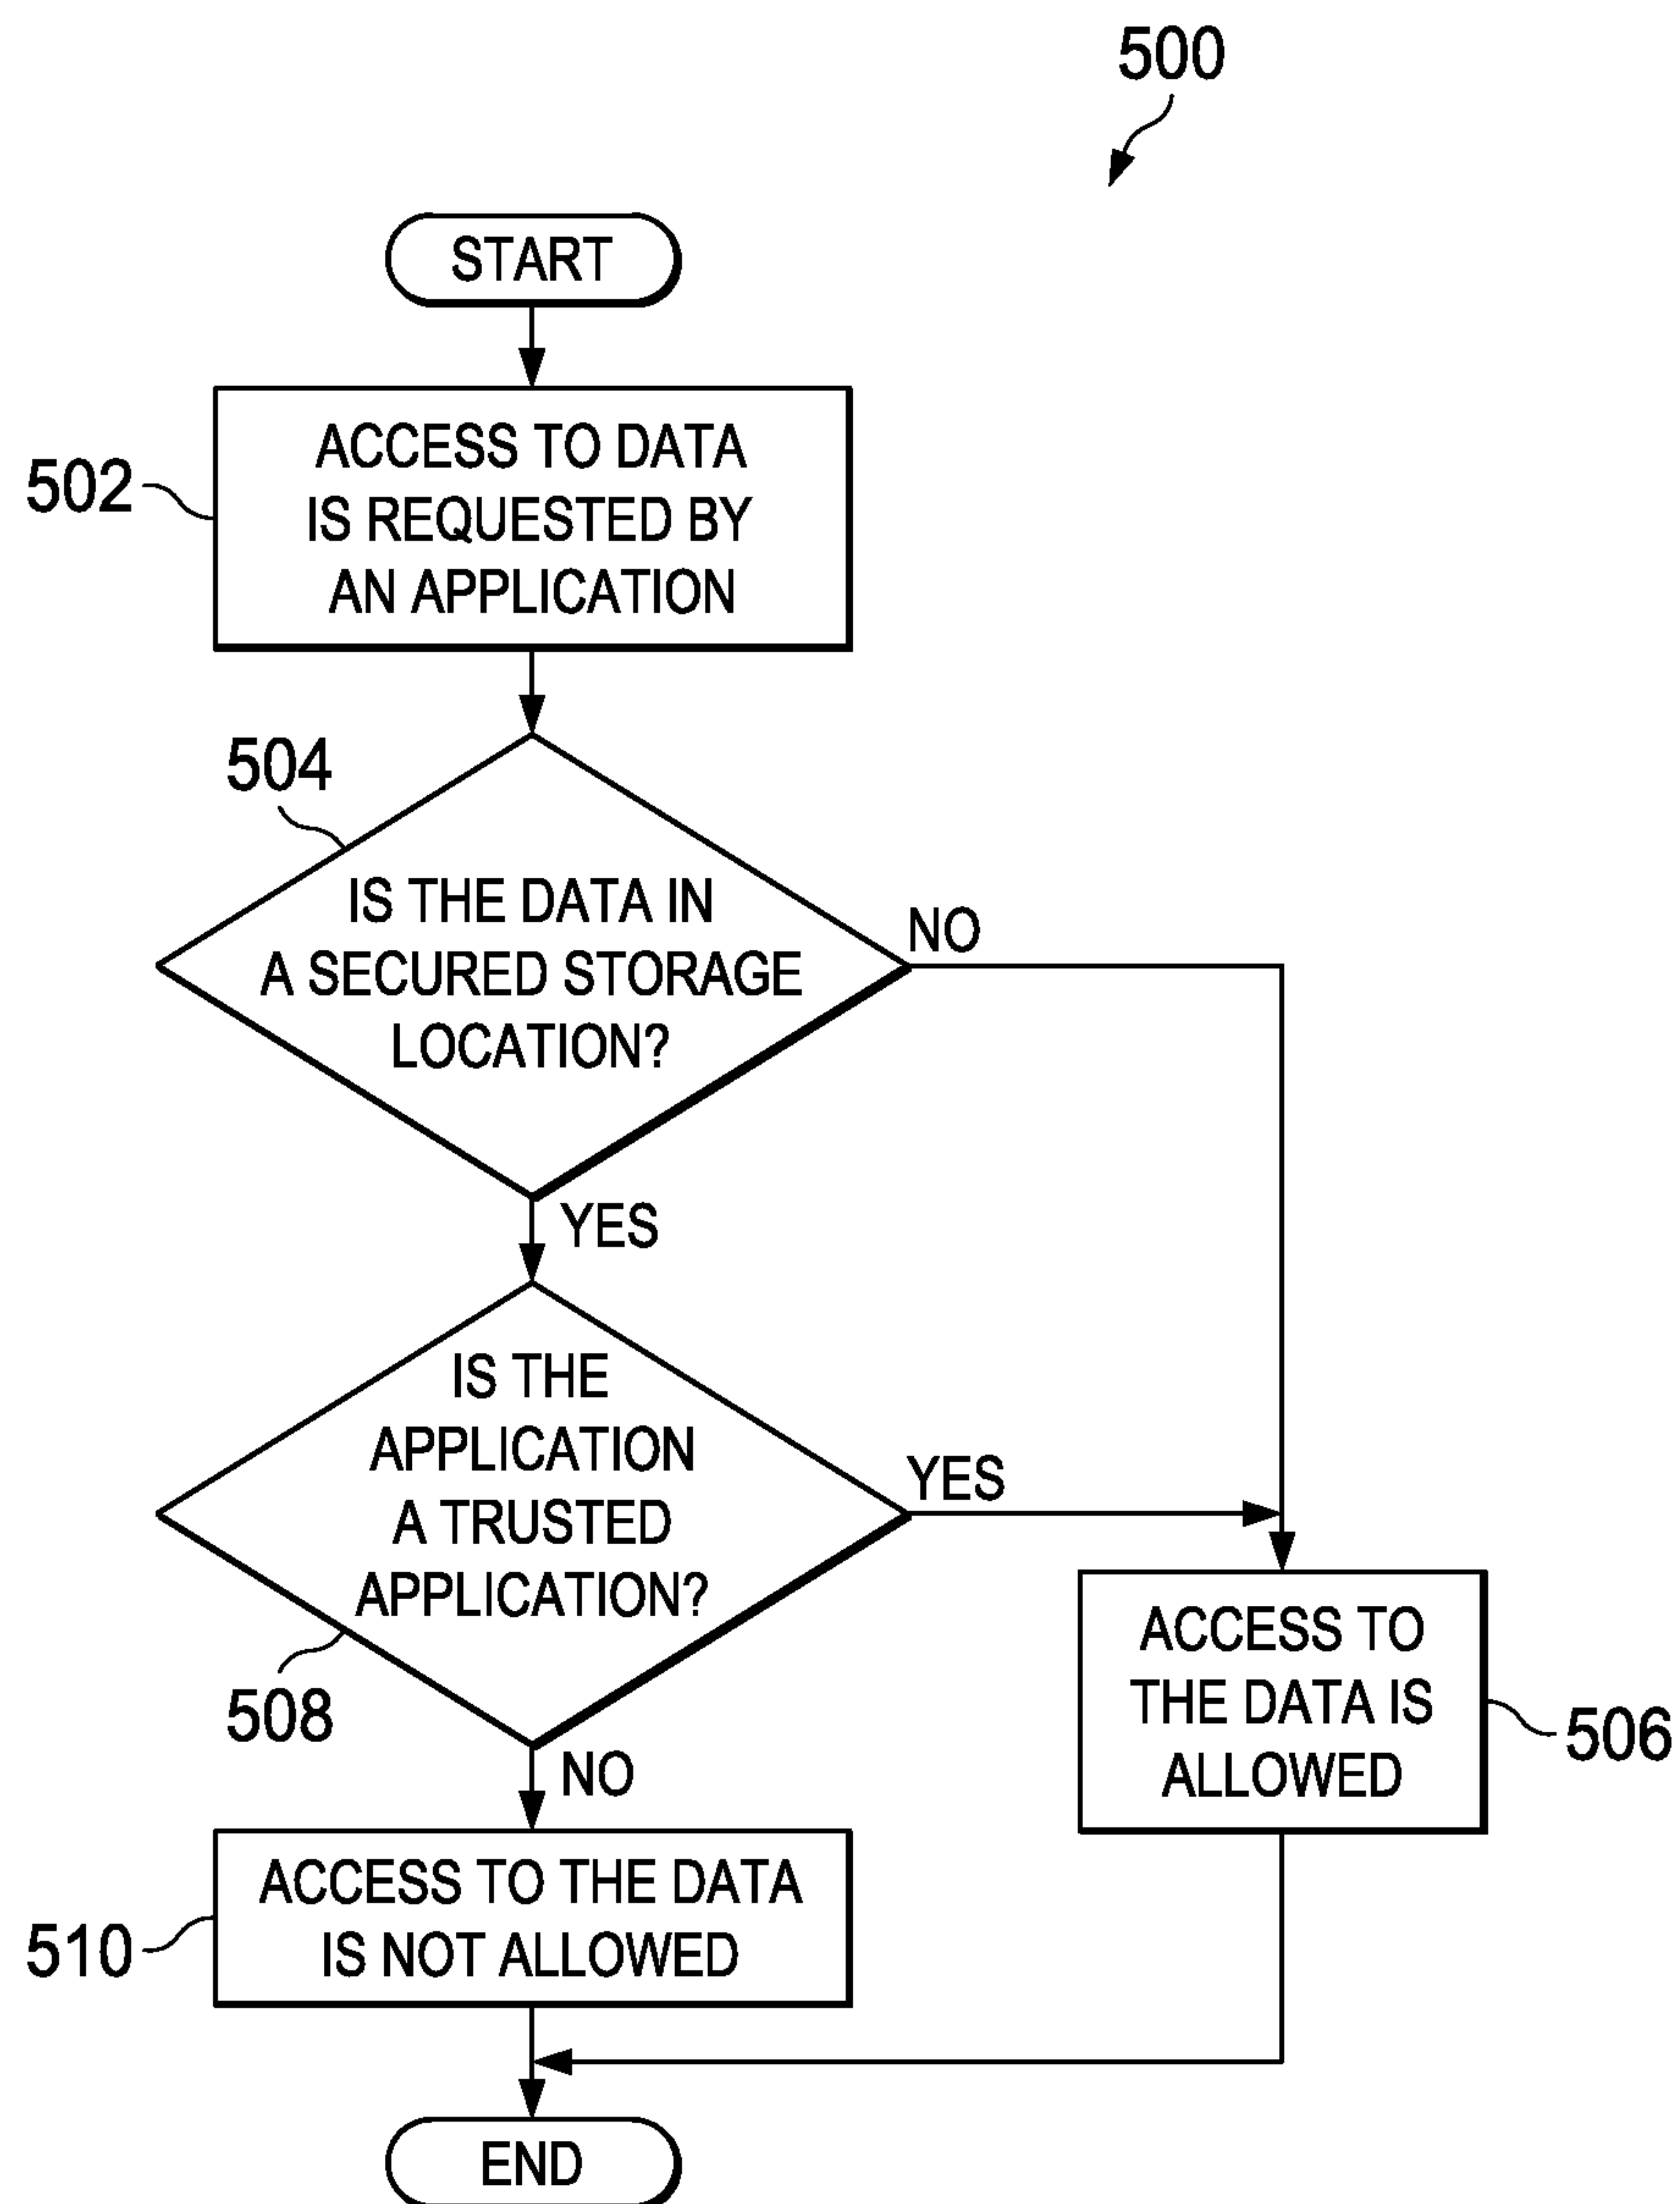 500
START
502
ACCESS TO DATA
IS REQUESTED BY
AN APPLICATION
504
IS THE DATA IN
A SECURED STORAGE
LOCATION?
NO
YES
IS THE
APPLICATION
A TRUSTED
APPLICATION?
YES
508
NO
ACCESS TO
THE DATA IS
ALLOWED
506
510
ACCESS TO THE DATA
IS NOT ALLOWED
END